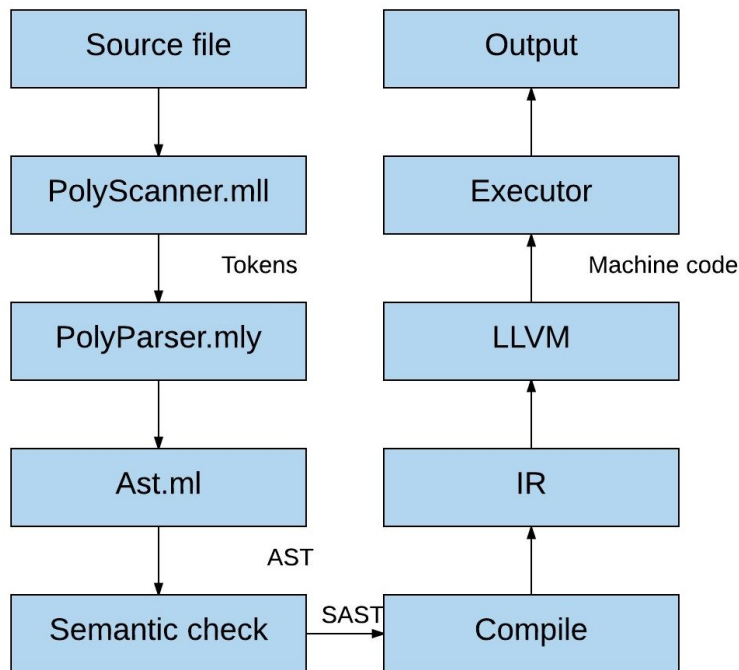 Source file
PolyScanner.mll
Tokens
PolyParser.mly
Ast.ml
AST
Semantic check
SAST
Compile
IR
LLVM
Machine code
Executor
Output